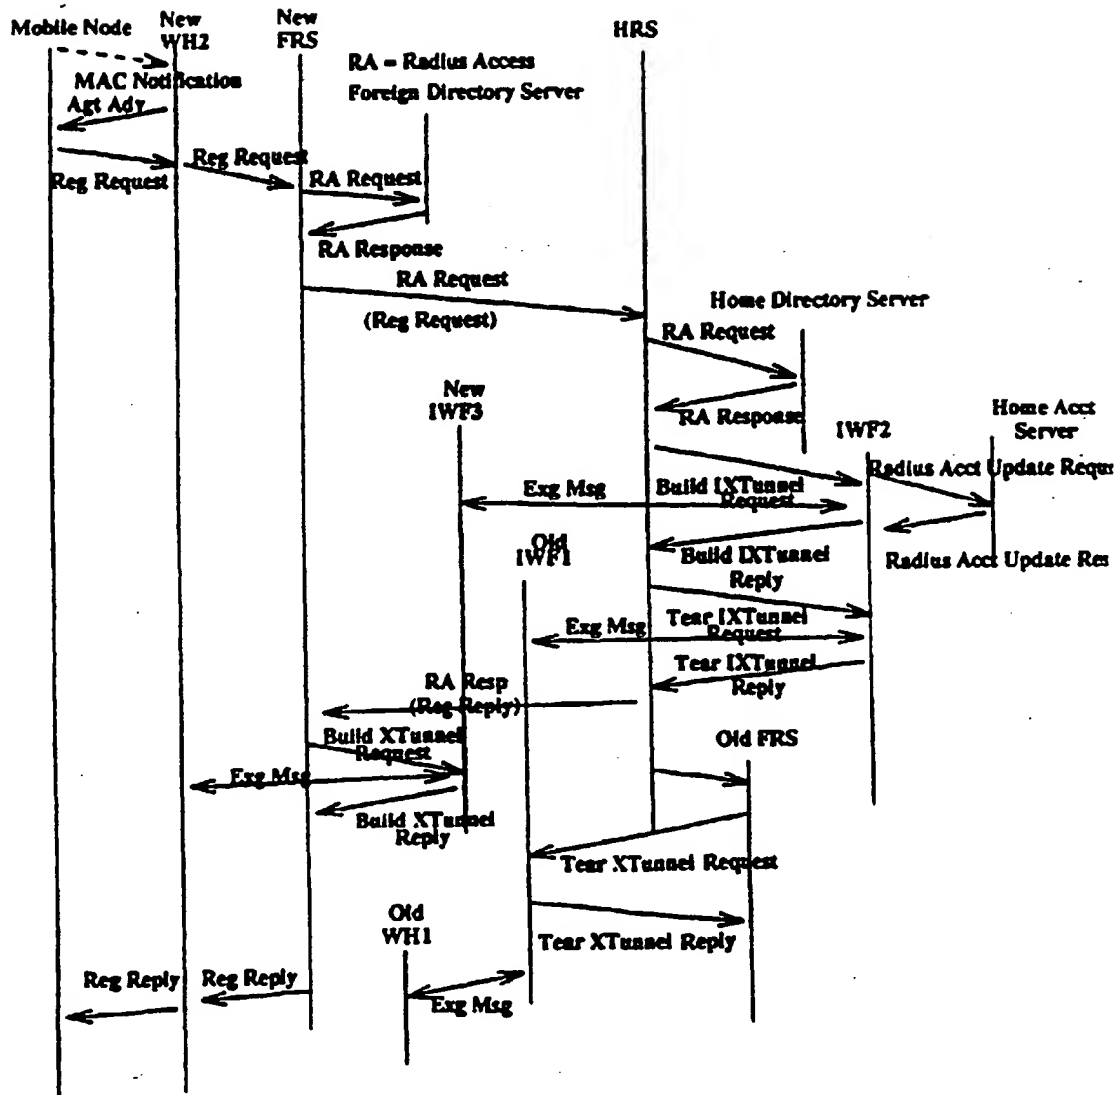 Mobile Node
New
WH2
New
FRS
HRS
RA - Radius Access
Foreign Directory Server
MAC Notification
Agt Adv
Reg Request
Reg Request
RA Request
RA Response
RA Request
(Reg Request)
Home Directory Server
RA Request
RA Response
New
IWF3
IWF2
Home Acct
Server
Radius Acct Update Requ
Exg Msg
Build IXTunnel
Request
Old
IWF1
Build IXTunnel
Reply
Radius Acct Update Res
Exg Msg
Tear IXTunnel
Request
Tear IXTunnel
Reply
RA Resp
(Reg Reply)
Build XTunnel
Request
Old FRS
Exg Msg
Build XTunnel
Reply
Tear XTunnel Request
Old
WH1
Tear XTunnel Reply
Reg Reply
Reg Reply
Exg Msg